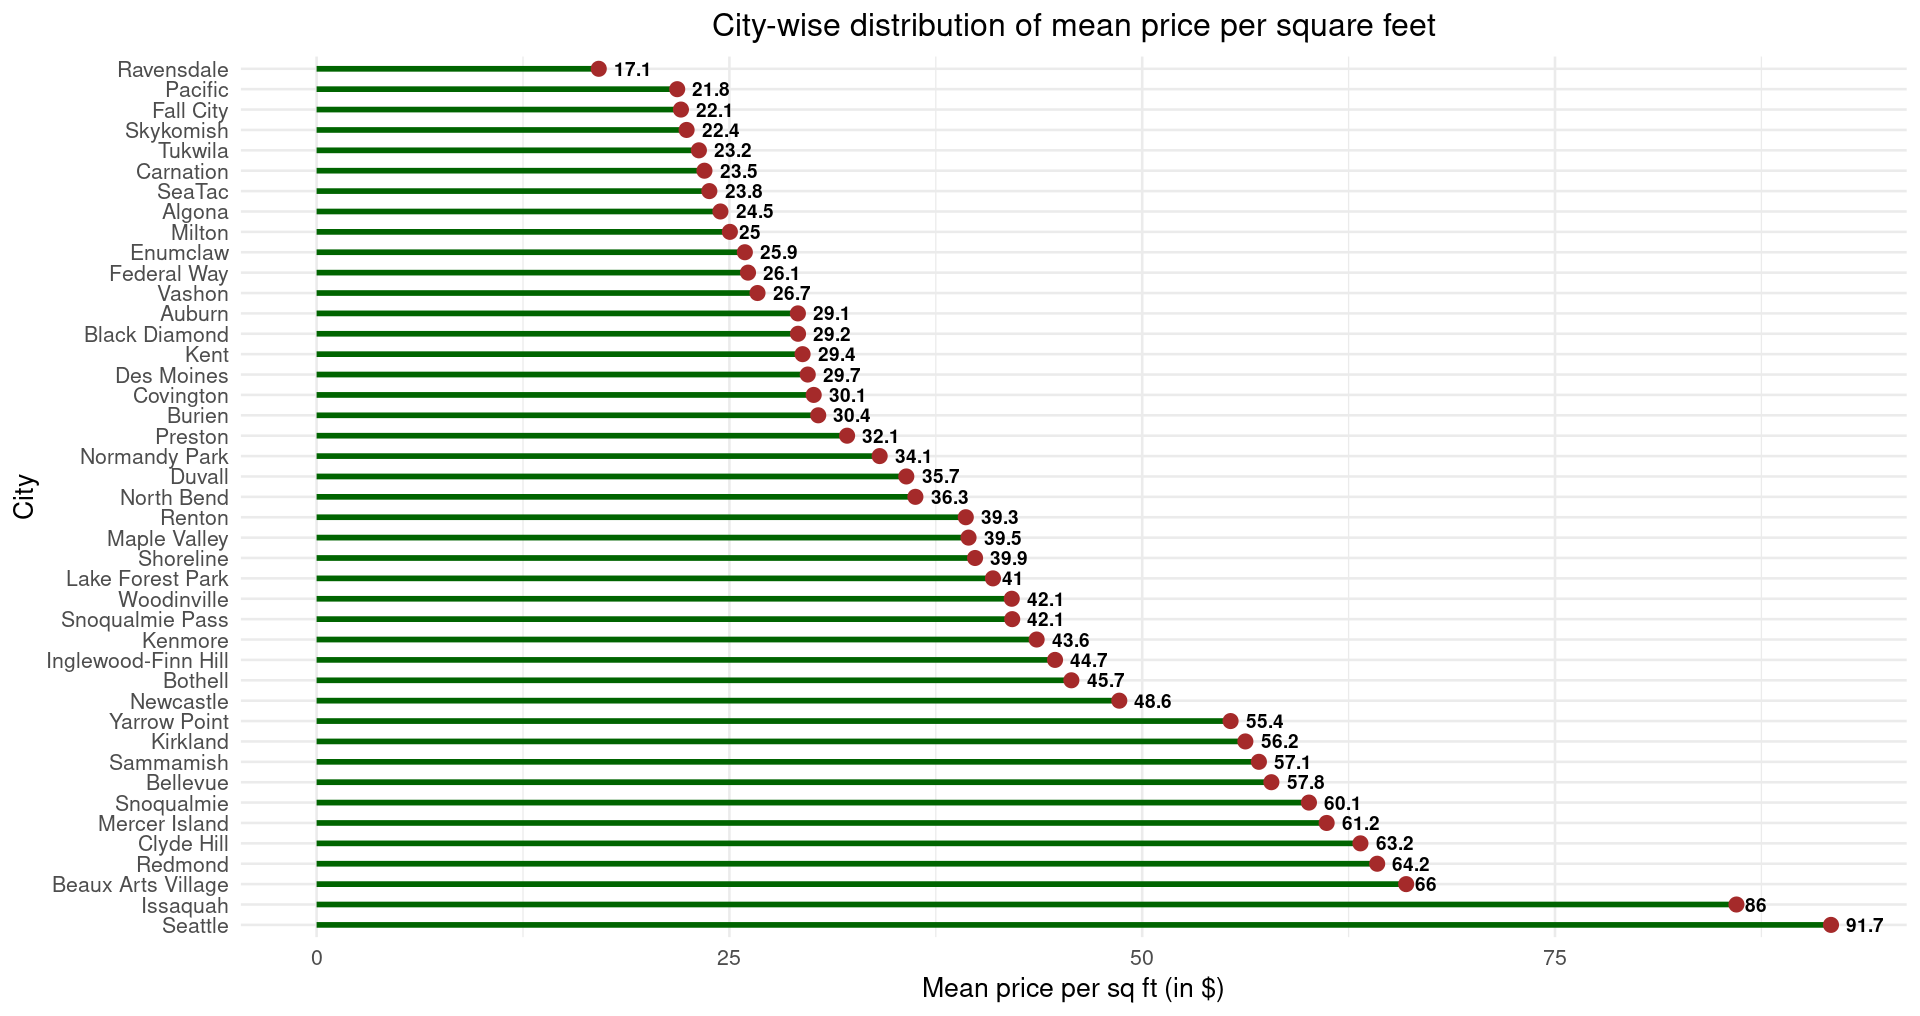 City-wise distribution of mean price per square feet
Ravensdale 17.1
Pacific 21.8
Fall City 22.1
Skykomish 22.4
Tukwila 23.2
Carnation 23.5
SeaTac 23.8
Algona 24.5
Milton 25
Enumclaw 25.9
Federal Way 26.1
Vashon 26.7
Auburn 29.1
Black Diamond 29.2
Kent 29.4
Des Moines 29.7
Covington 30.1
Burien 30.4
Preston 32.1
Normandy Park 34.1
Duvall 35.7
North Bend 36.3
Renton 39.3
Maple Valley 39.5
Shoreline 39.9
Lake Forest Park 41
Woodinville 42.1
Snoqualmie Pass 42.1
Kenmore 43.6
Inglewood-Finn Hill 44.7
Bothell 45.7
Newcastle 48.6
Yarrow Point 55.4
Kirkland 56.2
Sammamish 57.1
Bellevue 57.8
Snoqualmie 60.1
Mercer Island 61.2
Clyde Hill 63.2
Redmond 64.2
Beaux Arts Village 66
Issaquah 86
Seattle 91.7
City
0 25 50 75
Mean price per sq ft (in $)